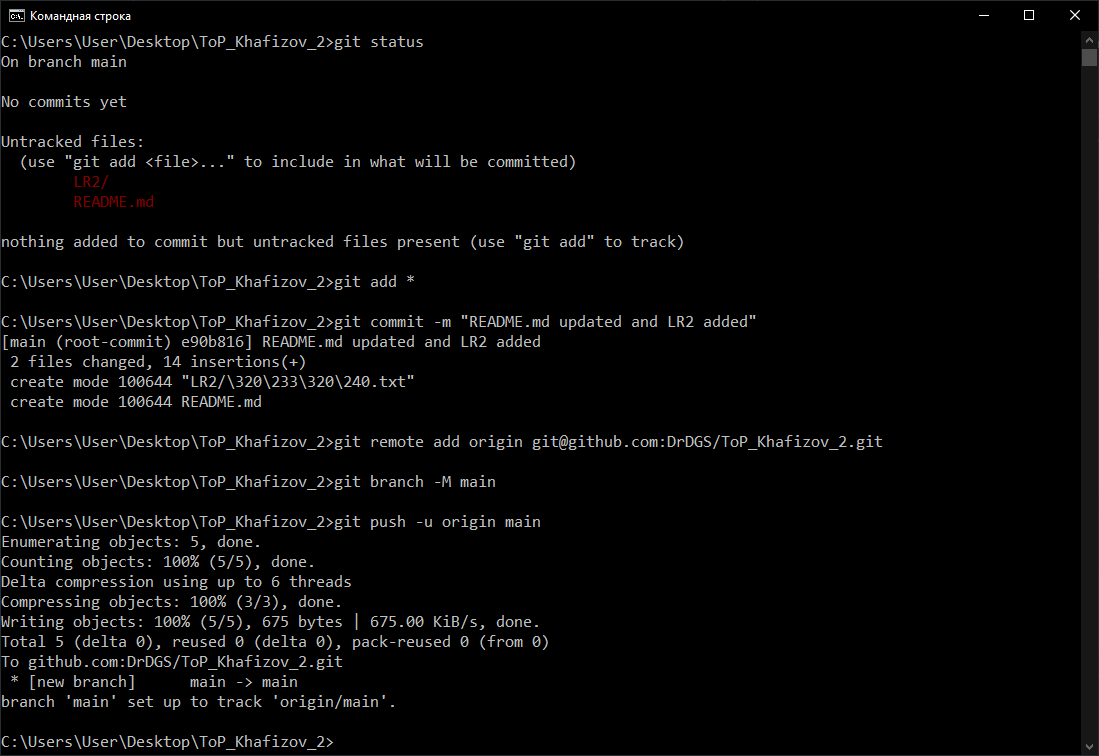 Командная строка
C:\Users\User\Desktop\ToP_Khafizov_2>git status
On branch main
No commits yet
Untracked files:
  (use "git add <file>..." to include in what will be committed)
        LR2/
        README.md
nothing added to commit but untracked files present (use "git add" to track)
C:\Users\User\Desktop\ToP_Khafizov_2>git add *
C:\Users\User\Desktop\ToP_Khafizov_2>git commit -m "README.md updated and LR2 added"
[main (root-commit) e90b816] README.md updated and LR2 added
 2 files changed, 14 insertions(+)
 create mode 100644 "LR2/\320\233\320\240.txt"
 create mode 100644 README.md
C:\Users\User\Desktop\ToP_Khafizov_2>git remote add origin git@github.com:DrDGS/ToP_Khafizov_2.git
C:\Users\User\Desktop\ToP_Khafizov_2>git branch -M main
C:\Users\User\Desktop\ToP_Khafizov_2>git push -u origin main
Enumerating objects: 5, done.
Counting objects: 100% (5/5), done.
Delta compression using up to 6 threads
Compressing objects: 100% (3/3), done.
Writing objects: 100% (5/5), 675 bytes | 675.00 KiB/s, done.
Total 5 (delta 0), reused 0 (delta 0), pack-reused 0 (from 0)
To github.com:DrDGS/ToP_Khafizov_2.git
 * [new branch]      main -> main
branch 'main' set up to track 'origin/main'.
C:\Users\User\Desktop\ToP_Khafizov_2>